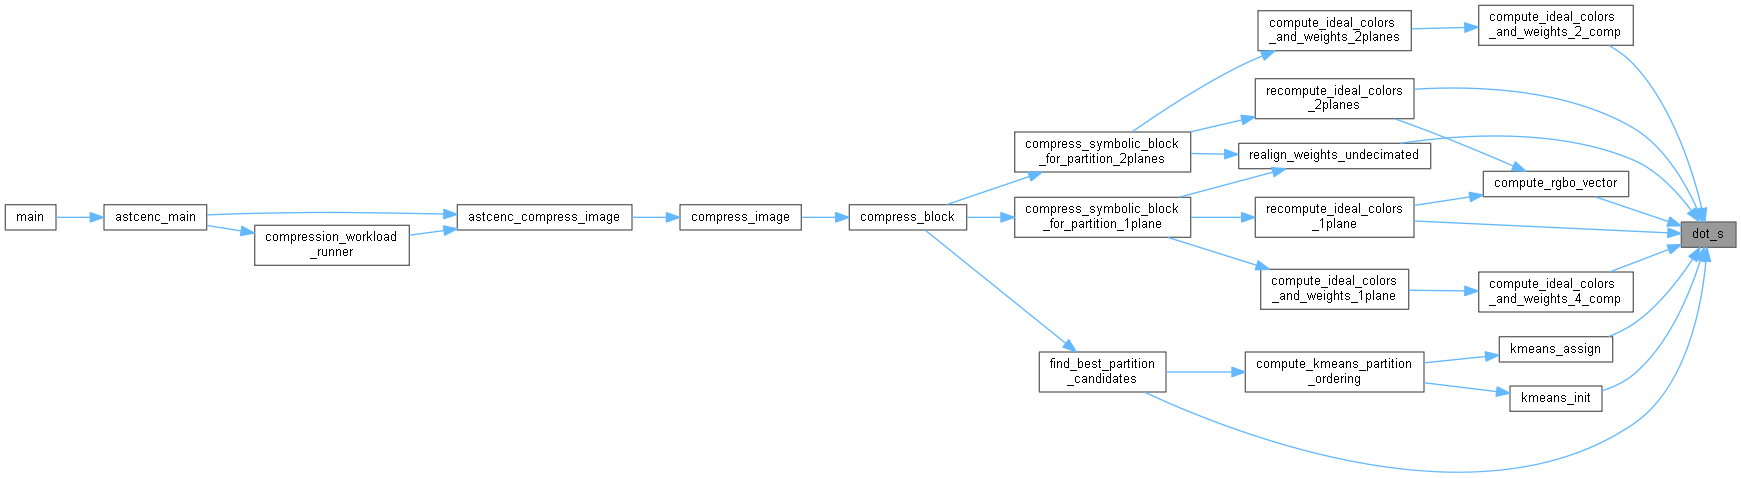 main
astcenc_main
compression_workload
_runner
astcenc_compress_image
compress_image
compress_block
compress_symbolic_block
_for_partition_2planes
compress_symbolic_block
_for_partition_1plane
find_best_partition
_candidates
compute_ideal_colors
_and_weights_2planes
recompute_ideal_colors
_2planes
realign_weights_undecimated
recompute_ideal_colors
_1plane
compute_ideal_colors
_and_weights_1plane
compute_kmeans_partition
_ordering
compute_ideal_colors
_and_weights_2_comp
compute_rgbo_vector
compute_ideal_colors
_and_weights_4_comp
kmeans_assign
kmeans_init
dot_s